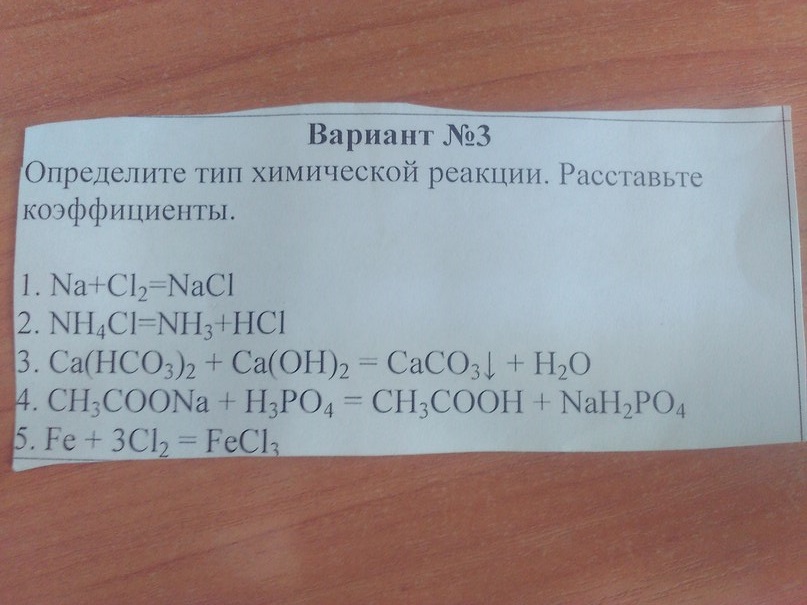 Вариант №3
Определите тип химической реакции. Расставьте
коэффициенты.
1. Na+Cl₂=NaCl
2. NH₄Cl=NH₃+HCl
3. Ca(HCO₃)₂ + Ca(OH)₂ = CaCO₃↓ + H₂O
4. CH₃COONa + H₃PO₄ = CH₃COOH + NaH₂PO₄
5. Fe + 3Cl₂ = FeCl₃